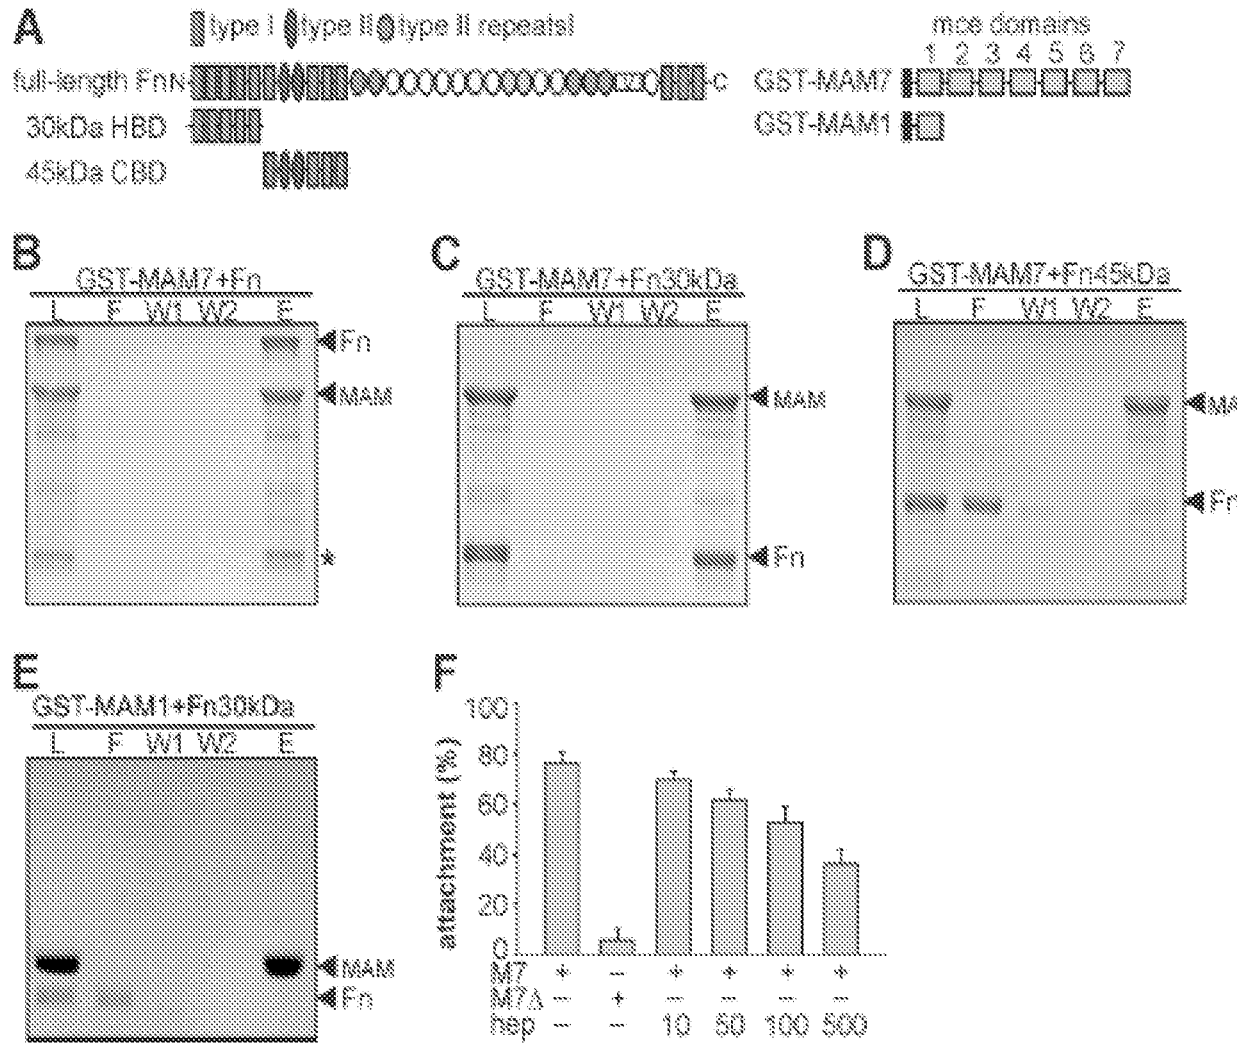 A
type I type II type II repeatsI
full-length Fn N C
30kDa HBD
45kDa CBD
mce domains
1 2 3 4 5 6 7
GST-MAM7
GST-MAM1
B
GST-MAM7+Fn
L F W1 W2 E
Fn
MAM
*
C
GST-MAM7+Fn30kDa
L F W1 W2 E
MAM
Fn
D
GST-MAM7+Fn45kDa
L F W1 W2 E
MA
Fn
E
GST-MAM1+Fn30kDa
L F W1 W2 E
MAM
Fn
F
attachment (%)
100
80
60
40
20
0
M7 + – + + + +
M7Δ – + – – – –
hep – – 10 50 100 500